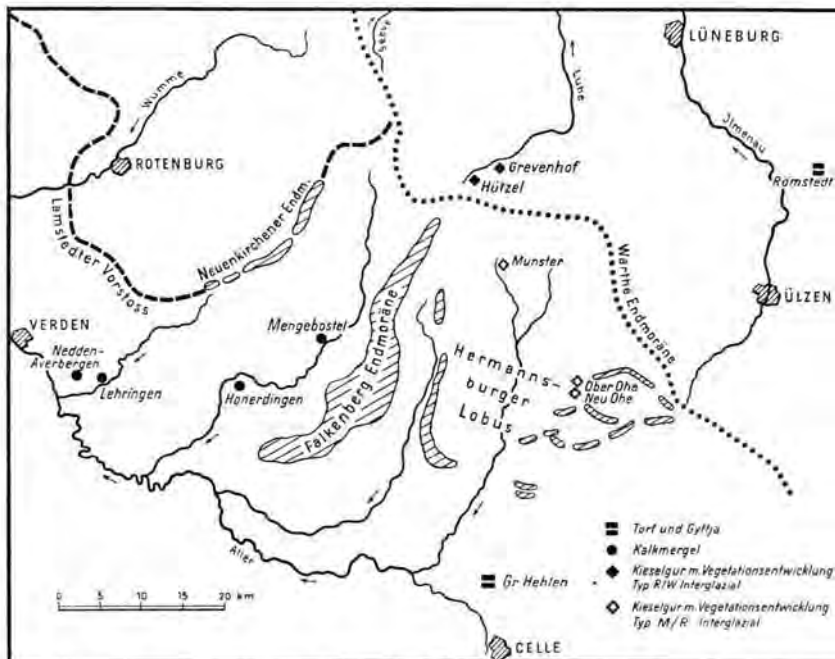 LÜNEBURG
Seeve
Wümme
Luhe
Ilmenau
ROTENBURG
Grevenhof
Hützel
Römstedt
Lamstedter Vorstoss
Neuenkirchener Endm.
Munster
Warthe Endmoräne
ÜLZEN
VERDEN
Nedden-
Averbergen
Lehringen
Mengebostel
Honerdingen
Falkenberg Endmoräne
Hermanns-
burger
Lobus
Ober Ohe
Neu Ohe
Aller
Torf und Gyttja
Kalkmergel
Gr Hehlen
Kieselgur m. Vegetationsentwicklung
Typ R/W Interglazial
Kieselgur m. Vegetationsentwicklung
Typ M/R Interglazial
0 5 10 15 20 km
CELLE